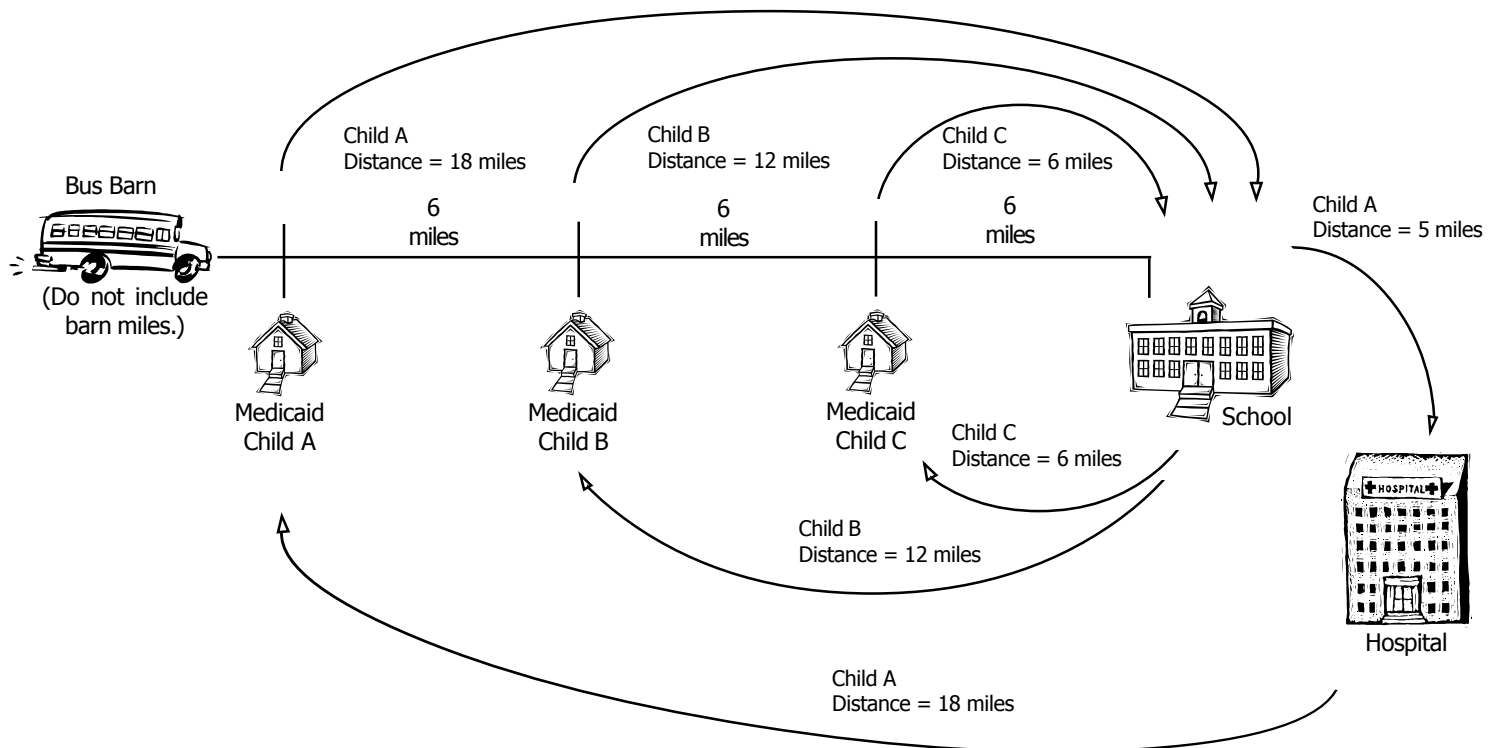 Child A
Distance = 18 miles
Child B
Distance = 12 miles
Child C
Distance = 6 miles
Bus Barn
(Do not include
barn miles.)
6
miles
6
miles
6
miles
Child A
Distance = 5 miles
Medicaid
Child A
Medicaid
Child B
Medicaid
Child C
School
Child C
Distance = 6 miles
HOSPITAL
Child B
Distance = 12 miles
Hospital
Child A
Distance = 18 miles